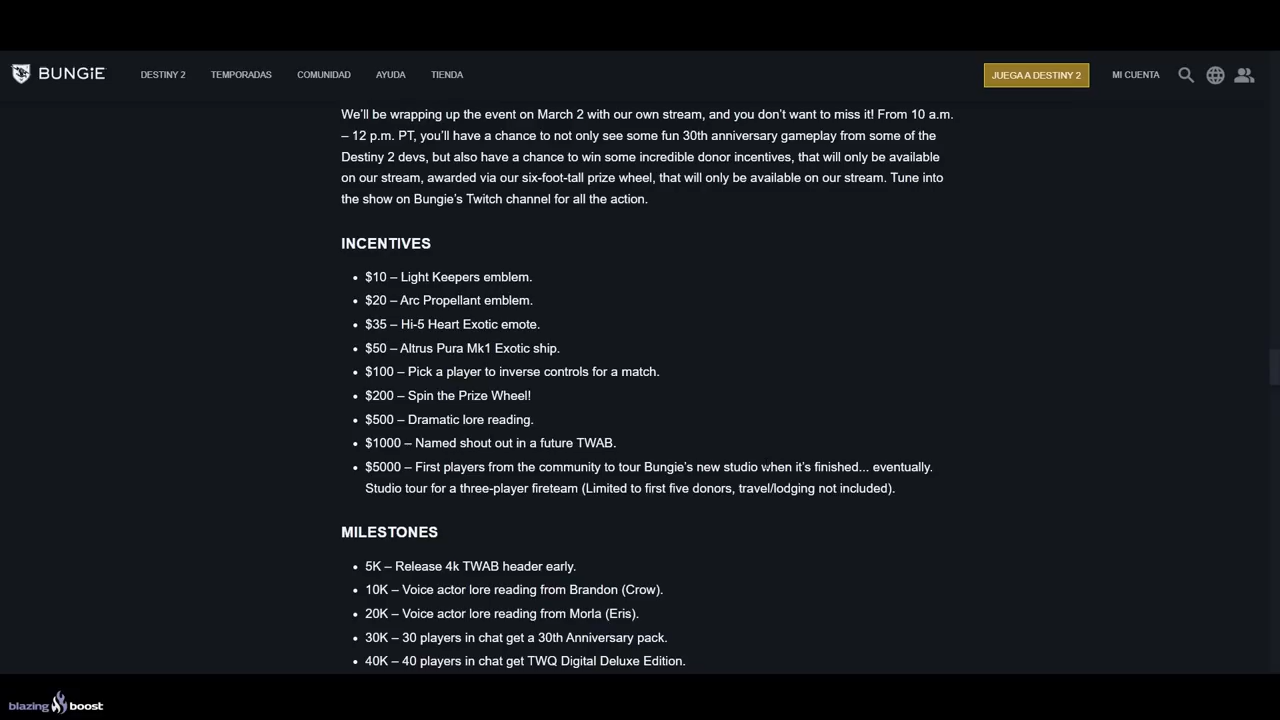 BUNGiE
DESTINY 2
TEMPORADAS
COMUNIDAD
AYUDA
TIENDA
JUEGA A DESTINY 2
MI CUENTA
We’ll be wrapping up the event on March 2 with our own stream, and you don’t want to miss it! From 10 a.m.
– 12 p.m. PT, you’ll have a chance to not only see some fun 30th anniversary gameplay from some of the
Destiny 2 devs, but also have a chance to win some incredible donor incentives, that will only be available
on our stream, awarded via our six-foot-tall prize wheel, that will only be available on our stream. Tune into
the show on Bungie’s Twitch channel for all the action.
INCENTIVES
• $10 – Light Keepers emblem.
• $20 – Arc Propellant emblem.
• $35 – Hi-5 Heart Exotic emote.
• $50 – Altrus Pura Mk1 Exotic ship.
• $100 – Pick a player to inverse controls for a match.
• $200 – Spin the Prize Wheel!
• $500 – Dramatic lore reading.
• $1000 – Named shout out in a future TWAB.
• $5000 – First players from the community to tour Bungie’s new studio when it’s finished... eventually.
Studio tour for a three-player fireteam (Limited to first five donors, travel/lodging not included).
MILESTONES
• 5K – Release 4k TWAB header early.
• 10K – Voice actor lore reading from Brandon (Crow).
• 20K – Voice actor lore reading from Morla (Eris).
• 30K – 30 players in chat get a 30th Anniversary pack.
• 40K – 40 players in chat get TWQ Digital Deluxe Edition.
blazing boost